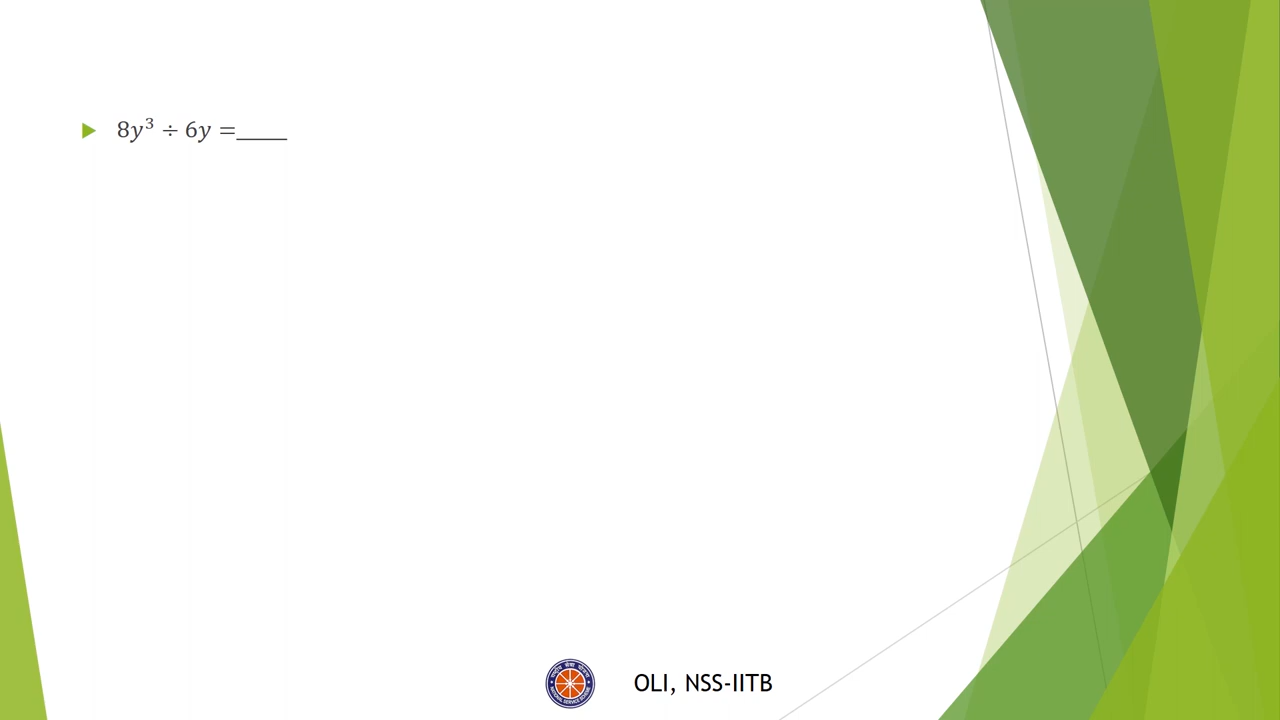 8y³ ÷ 6y =____
OLI, NSS-IITB